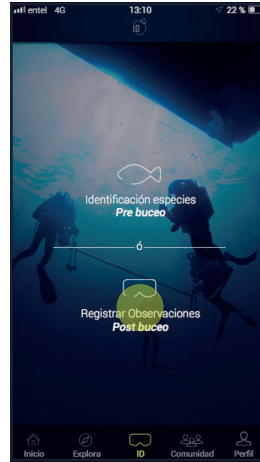 entel 4G 13:10 22 %
ID
Identificación especies
Pre buceo
ó
Registrar Observaciones
Post buceo
Inicio Explora ID Comunidad Perfil